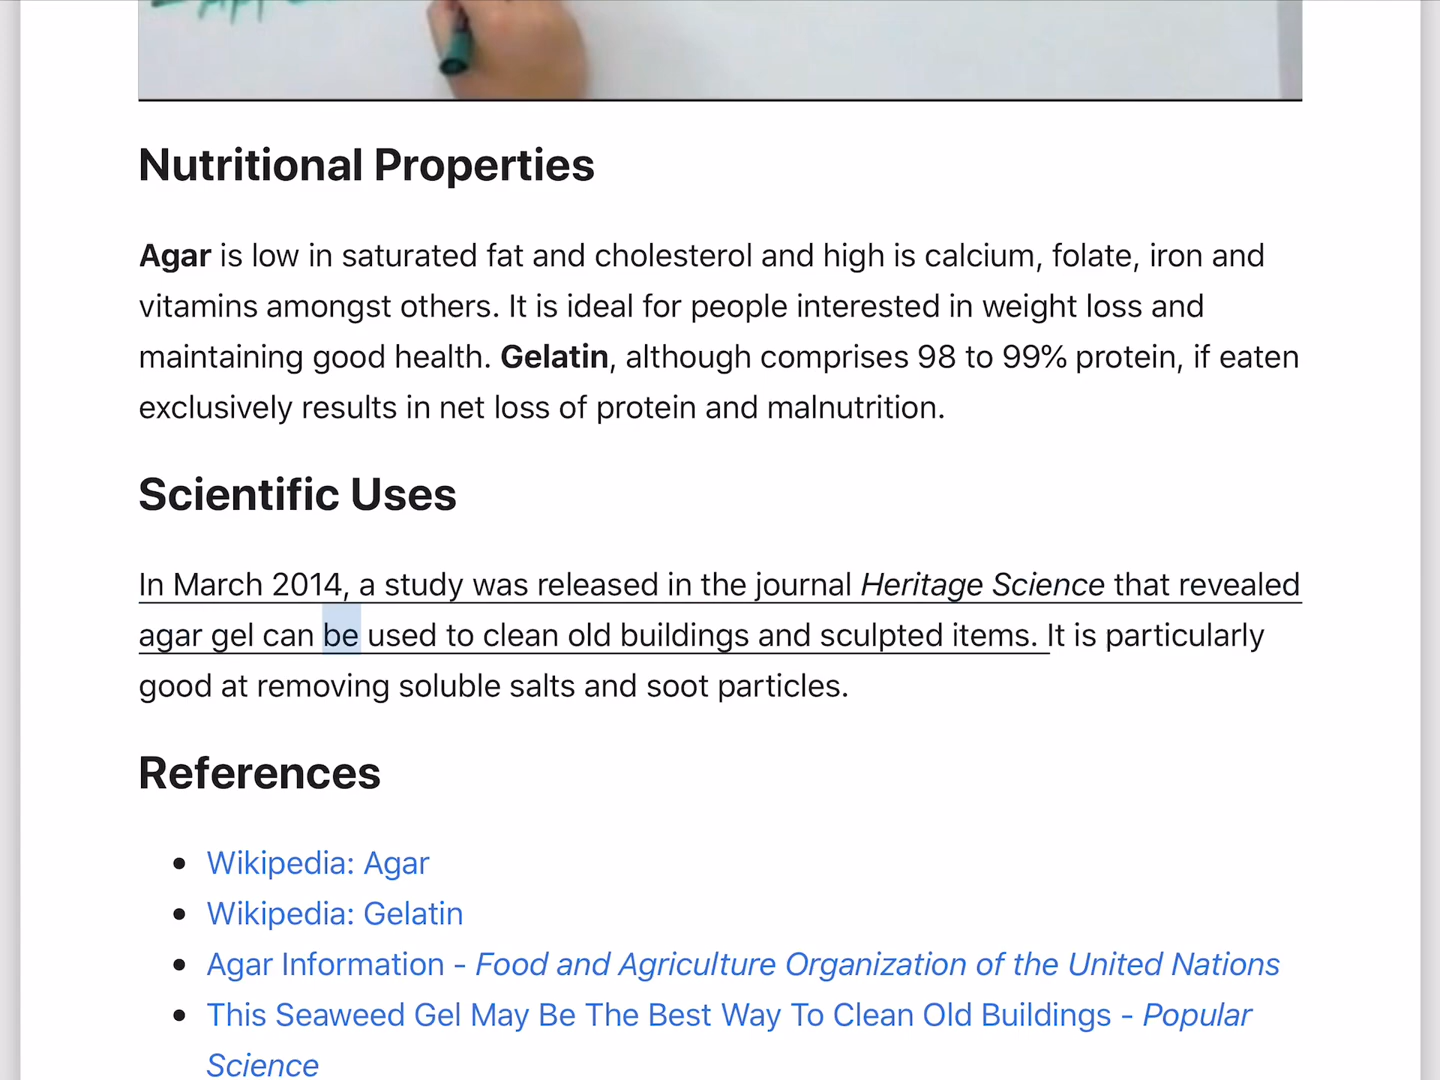 Nutritional Properties
Agar is low in saturated fat and cholesterol and high is calcium, folate, iron and
vitamins amongst others. It is ideal for people interested in weight loss and
maintaining good health. Gelatin, although comprises 98 to 99% protein, if eaten
exclusively results in net loss of protein and malnutrition.
Scientific Uses
In March 2014, a study was released in the journal Heritage Science that revealed
agar gel can be used to clean old buildings and sculpted items. It is particularly
good at removing soluble salts and soot particles.
References
• Wikipedia: Agar
• Wikipedia: Gelatin
• Agar Information - Food and Agriculture Organization of the United Nations
• This Seaweed Gel May Be The Best Way To Clean Old Buildings - Popular
Science